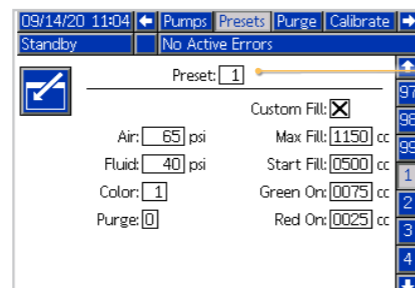 09/14/20 11:04 Pumps Presets Purge Calibrate
Standby No Active Errors
Preset: 1
Custom Fill:
Air: 65 psi Max Fill: 1150 cc
Fluid: 40 psi Start Fill: 0500 cc
Color: 1 Green On: 0075 cc
Purge: 0 Red On: 0025 cc
97
98
99
1
2
3
4